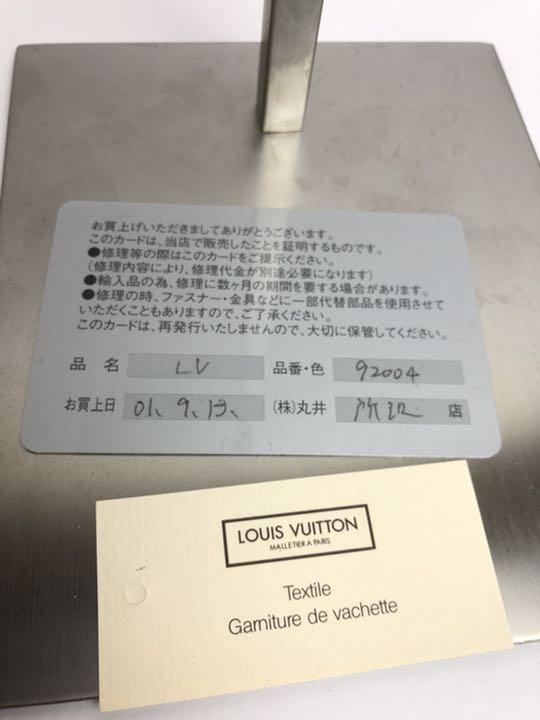 お買上げいただきましてありがとうございます。
このカードは、当店で販売したことを証明するものです。
●修理等の際はこのカードをご提示ください。
(修理内容により、修理代金が別途必要になります)
●輸入品の為、修理に数ヶ月の期間を要する場合があります。
●修理の時、ファスナー・金具などに一部代替部品を使用させて
いただくこともありますので、ご了承ください。
このカードは、再発行いたしませんので、大切に保管してください。
品 名 LV 品番・色 92004
お買上日 01. 9. 13. (株)丸井 所沢 店
LOUIS VUITTON
MALLETIER A PARIS
Textile
Garniture de vachette